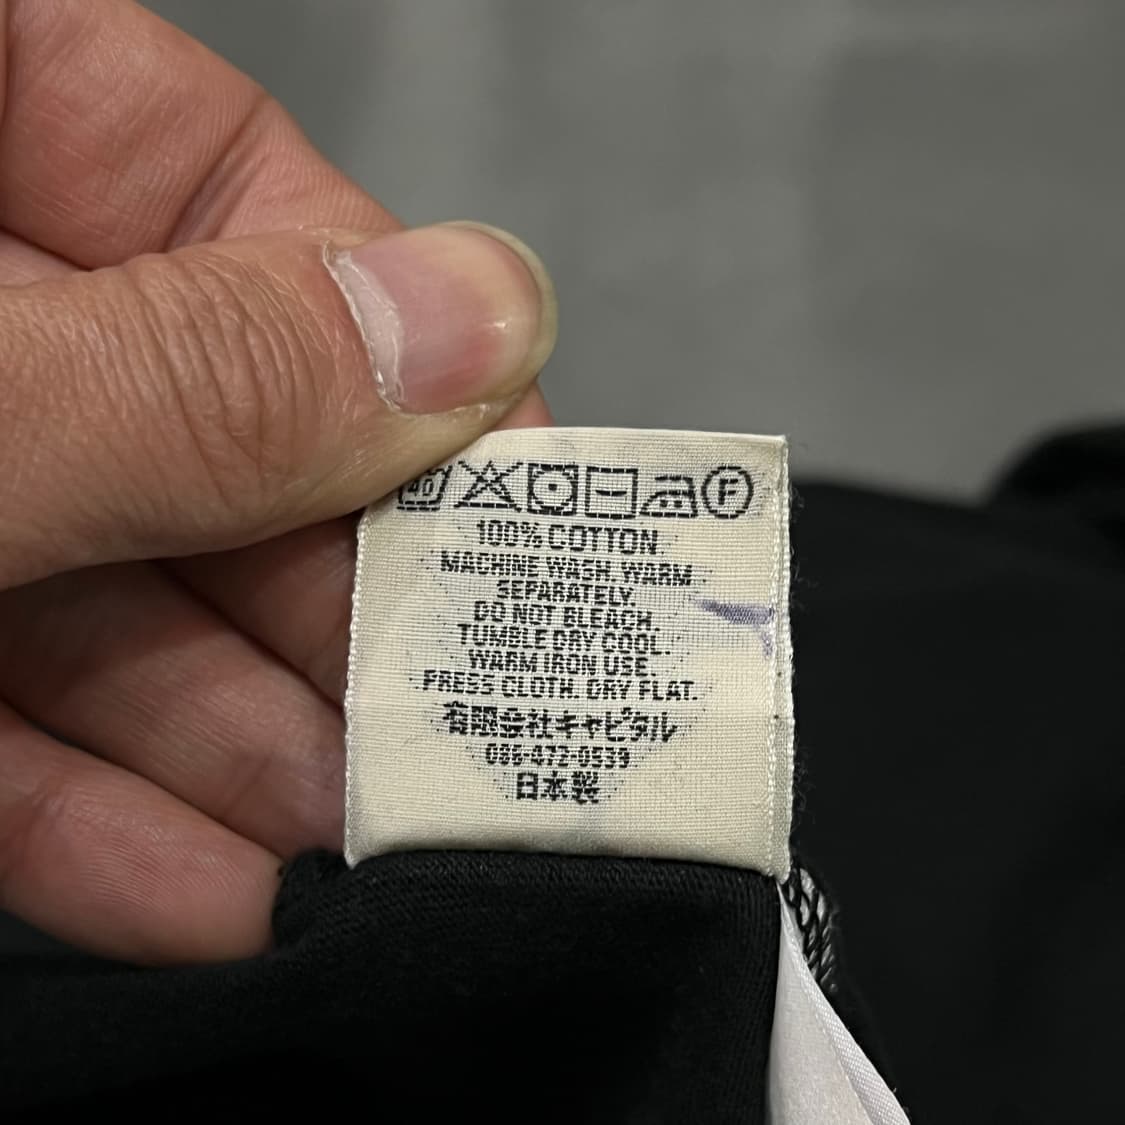 40 F
100% COTTON
MACHINE WASH. WARM
SEPARATELY.
DO NOT BLEACH.
TUMBLE DRY COOL.
WARM IRON USE.
PRESS CLOTH. DRY FLAT.
有限会社キャピタル
086-472-0539
日本製